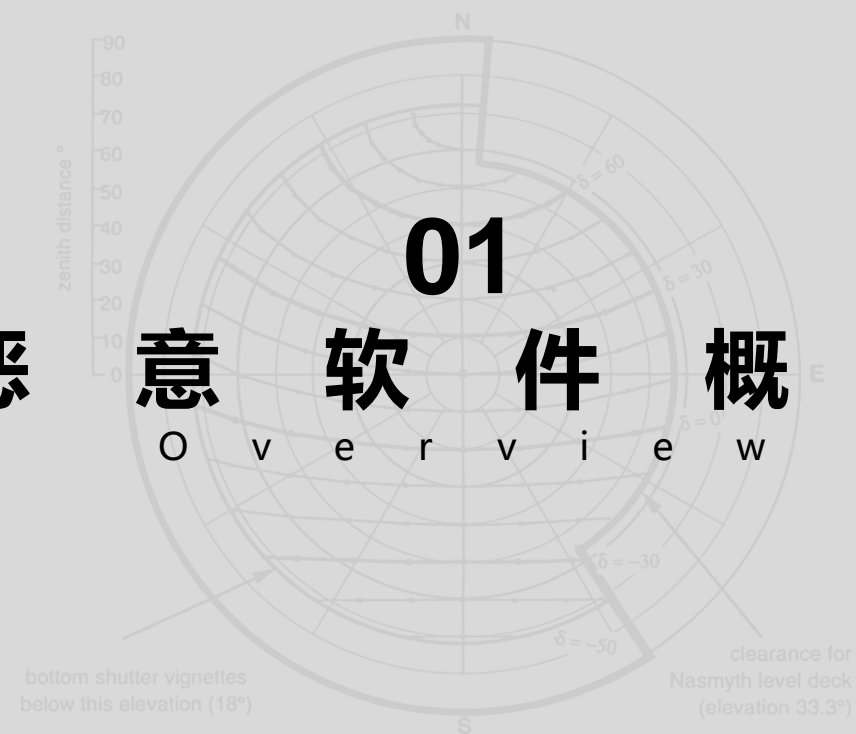 N
90
80
70
60
50
40
30
20
10
0
zenith distance °
δ = 60
δ = 30
01
意 软 件 概
E
δ = 0
Overview
δ = −30
δ = −50
bottom shutter vignettes
below this elevation (18°)
clearance for
Nasmyth level deck
(elevation 33.3°)
S